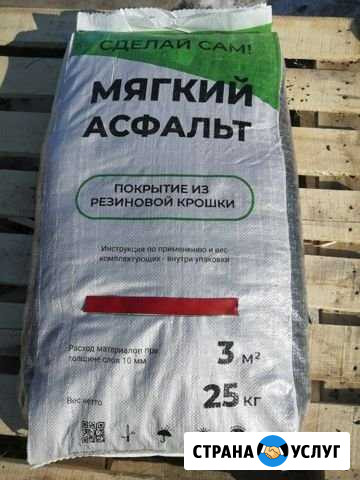 СДЕЛАЙ САМ!
МЯГКИЙ
АСФАЛЬТ
ПОКРЫТИЕ ИЗ
РЕЗИНОВОЙ КРОШКИ
Инструкция по применению и вес
комплектующих - внутри упаковки
Расход материалов при
толщине слоя 10 мм
3 м²
Вес нетто
25 кг
СТРАНА УСЛУГ